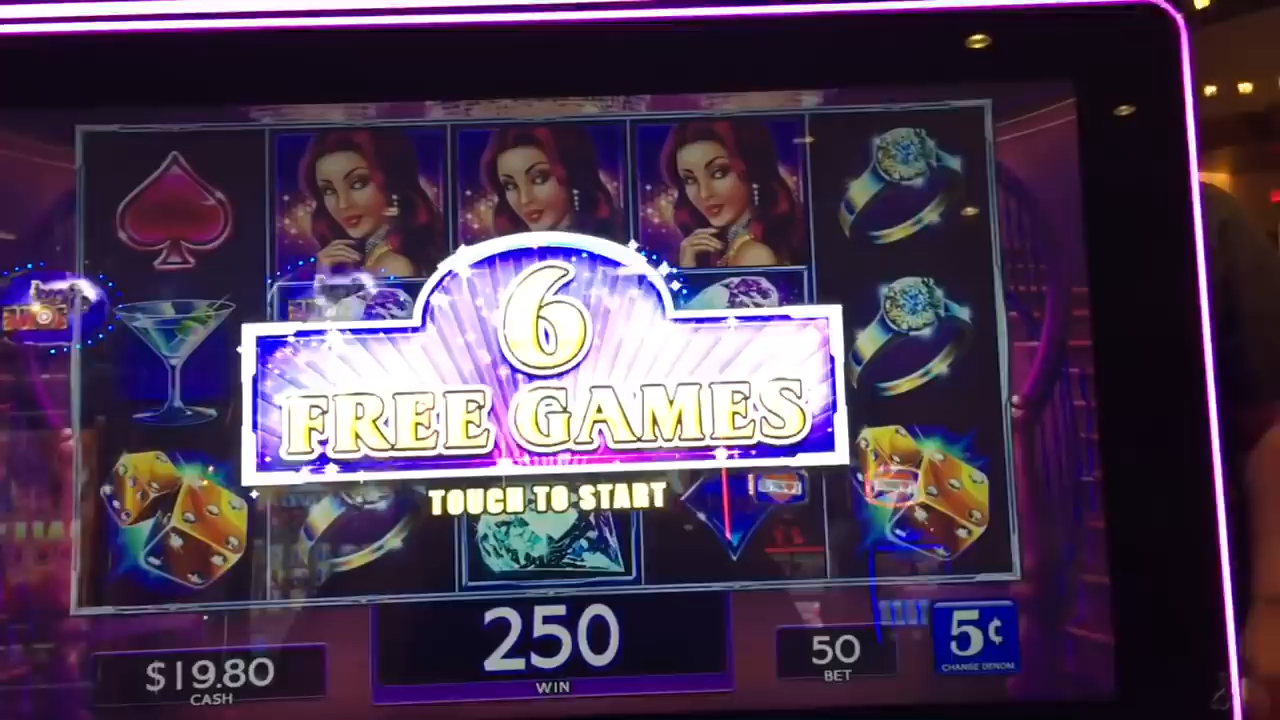 6
FREE GAMES
TOUCH TO START
$19.80
CASH
250
WIN
50
BET
5¢
CHANGE DENOM